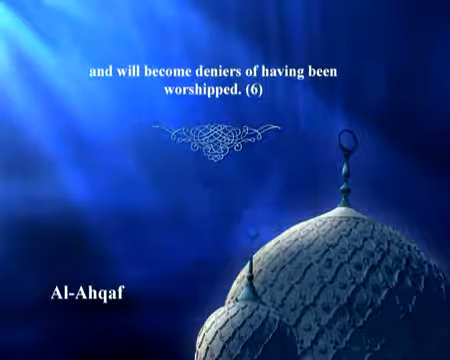 and will become deniers of having been
worshipped. (6)
Al-Ahqaf